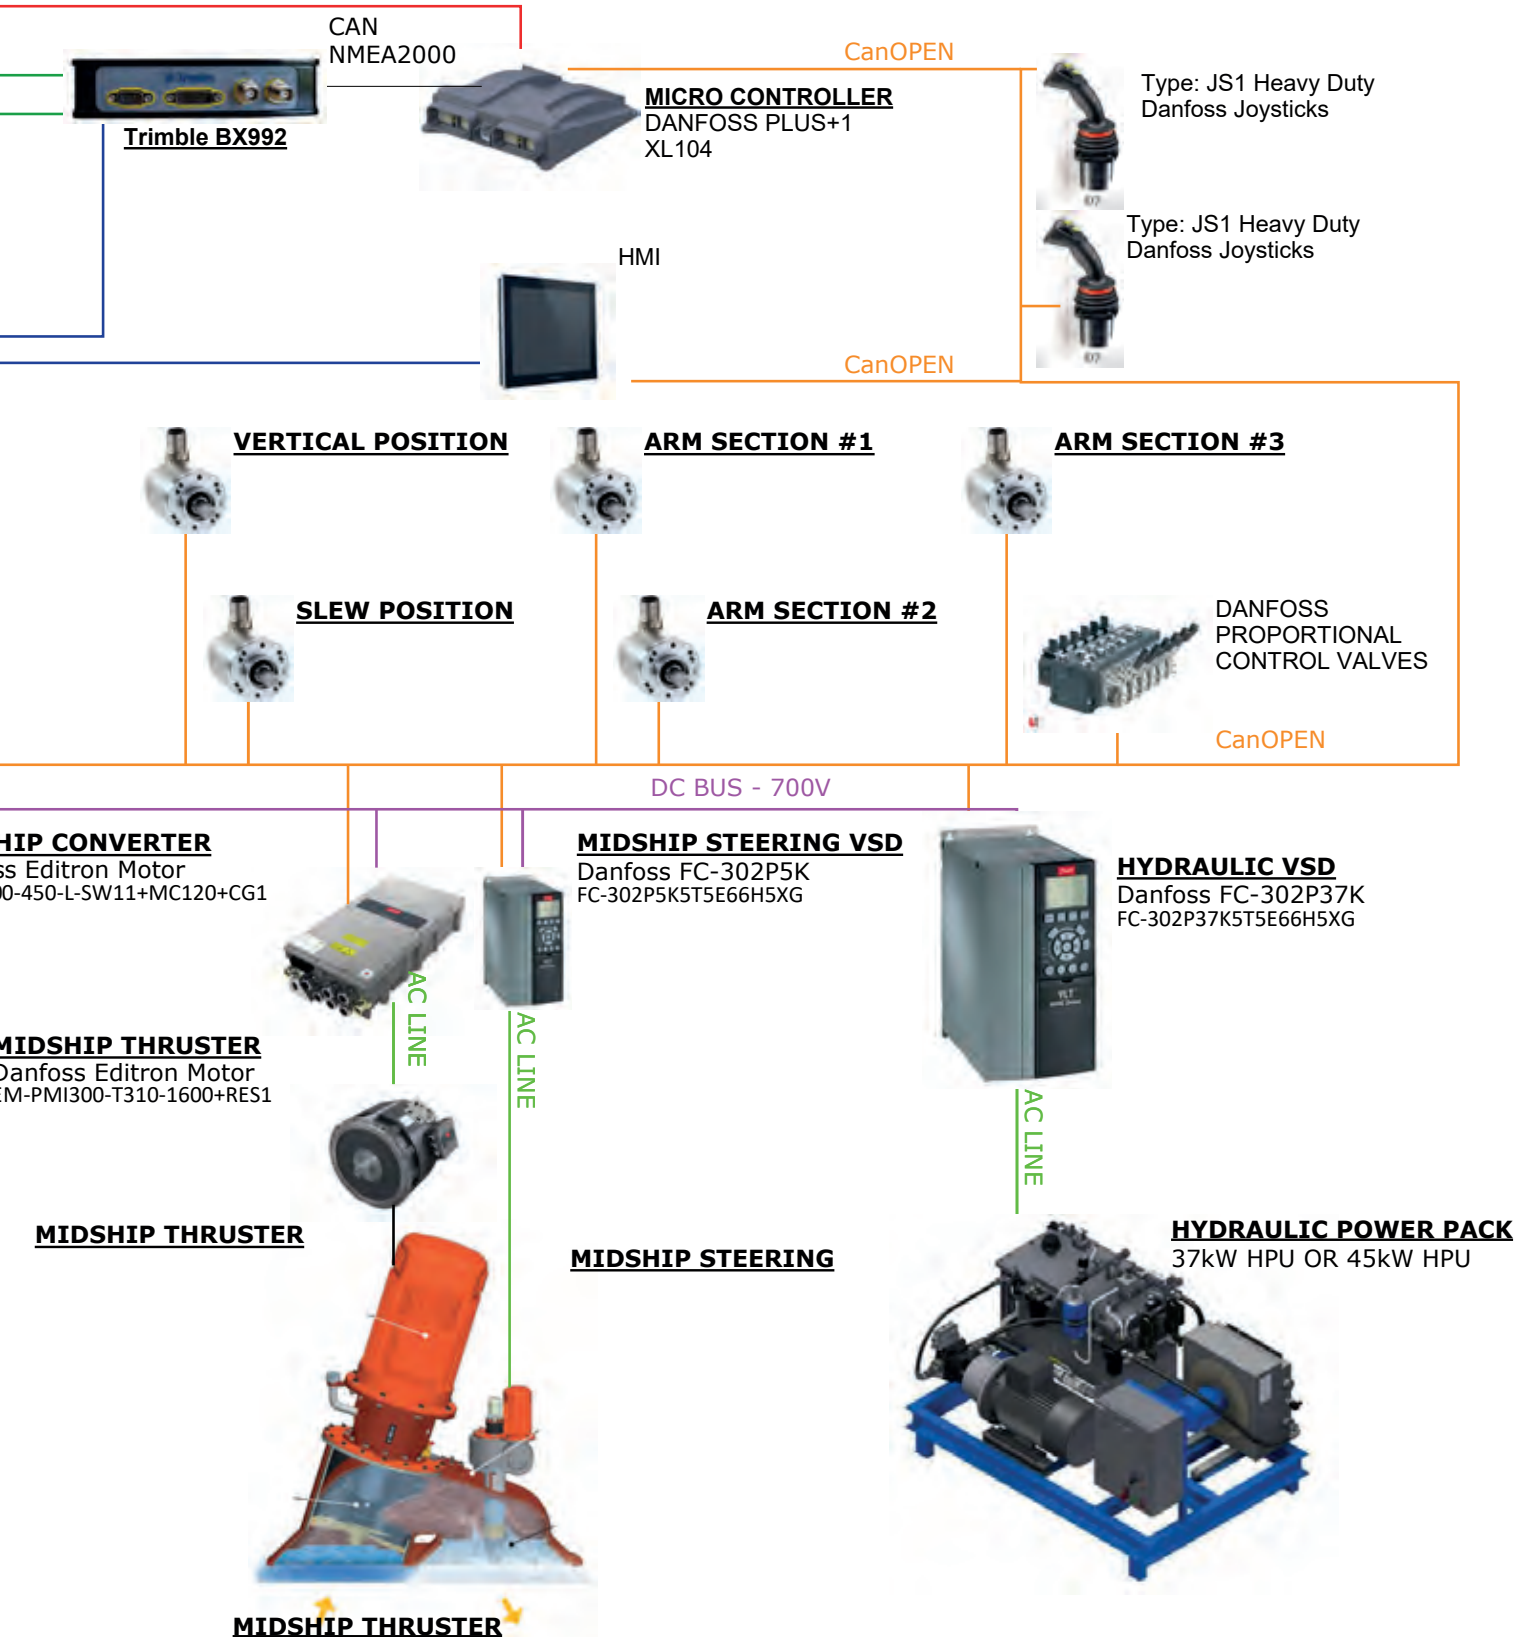 CAN
NMEA2000
CanOPEN
Trimble BX992
MICRO CONTROLLER
DANFOSS PLUS+1
XL104
Type: JS1 Heavy Duty
Danfoss Joysticks
Type: JS1 Heavy Duty
Danfoss Joysticks
HMI
CanOPEN
VERTICAL POSITION
ARM SECTION #1
ARM SECTION #3
SLEW POSITION
ARM SECTION #2
DANFOSS
PROPORTIONAL
CONTROL VALVES
CanOPEN
DC BUS - 700V
HIP CONVERTER
ss Editron Motor
00-450-L-SW11+MC120+CG1
MIDSHIP STEERING VSD
Danfoss FC-302P5K
FC-302P5K5T5E66H5XG
HYDRAULIC VSD
Danfoss FC-302P37K
FC-302P37K5T5E66H5XG
AC LINE
AC LINE
AC LINE
MIDSHIP THRUSTER
Danfoss Editron Motor
EM-PMI300-T310-1600+RES1
MIDSHIP THRUSTER
MIDSHIP STEERING
HYDRAULIC POWER PACK
37kW HPU OR 45kW HPU
MIDSHIP THRUSTER